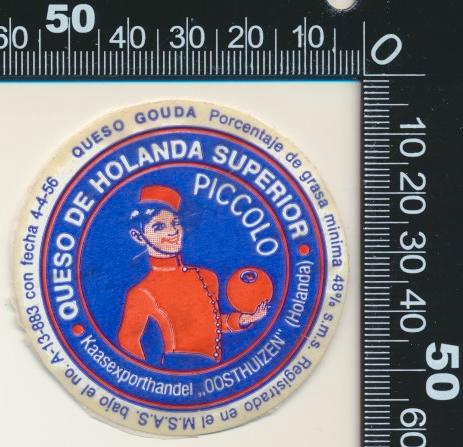 60 50 40 30 20 10 0
10
20
30
40
50
60
QUESO GOUDA Porcentaje de grasa mínima 48% s.m.s. Registrado en el M.S.A.S. bajo el no. A-13-883 con fecha 4-4-56
• QUESO DE HOLANDA SUPERIOR •
PICCOLO
Kaasexporthandel „OOSTHUIZEN" (Holanda)